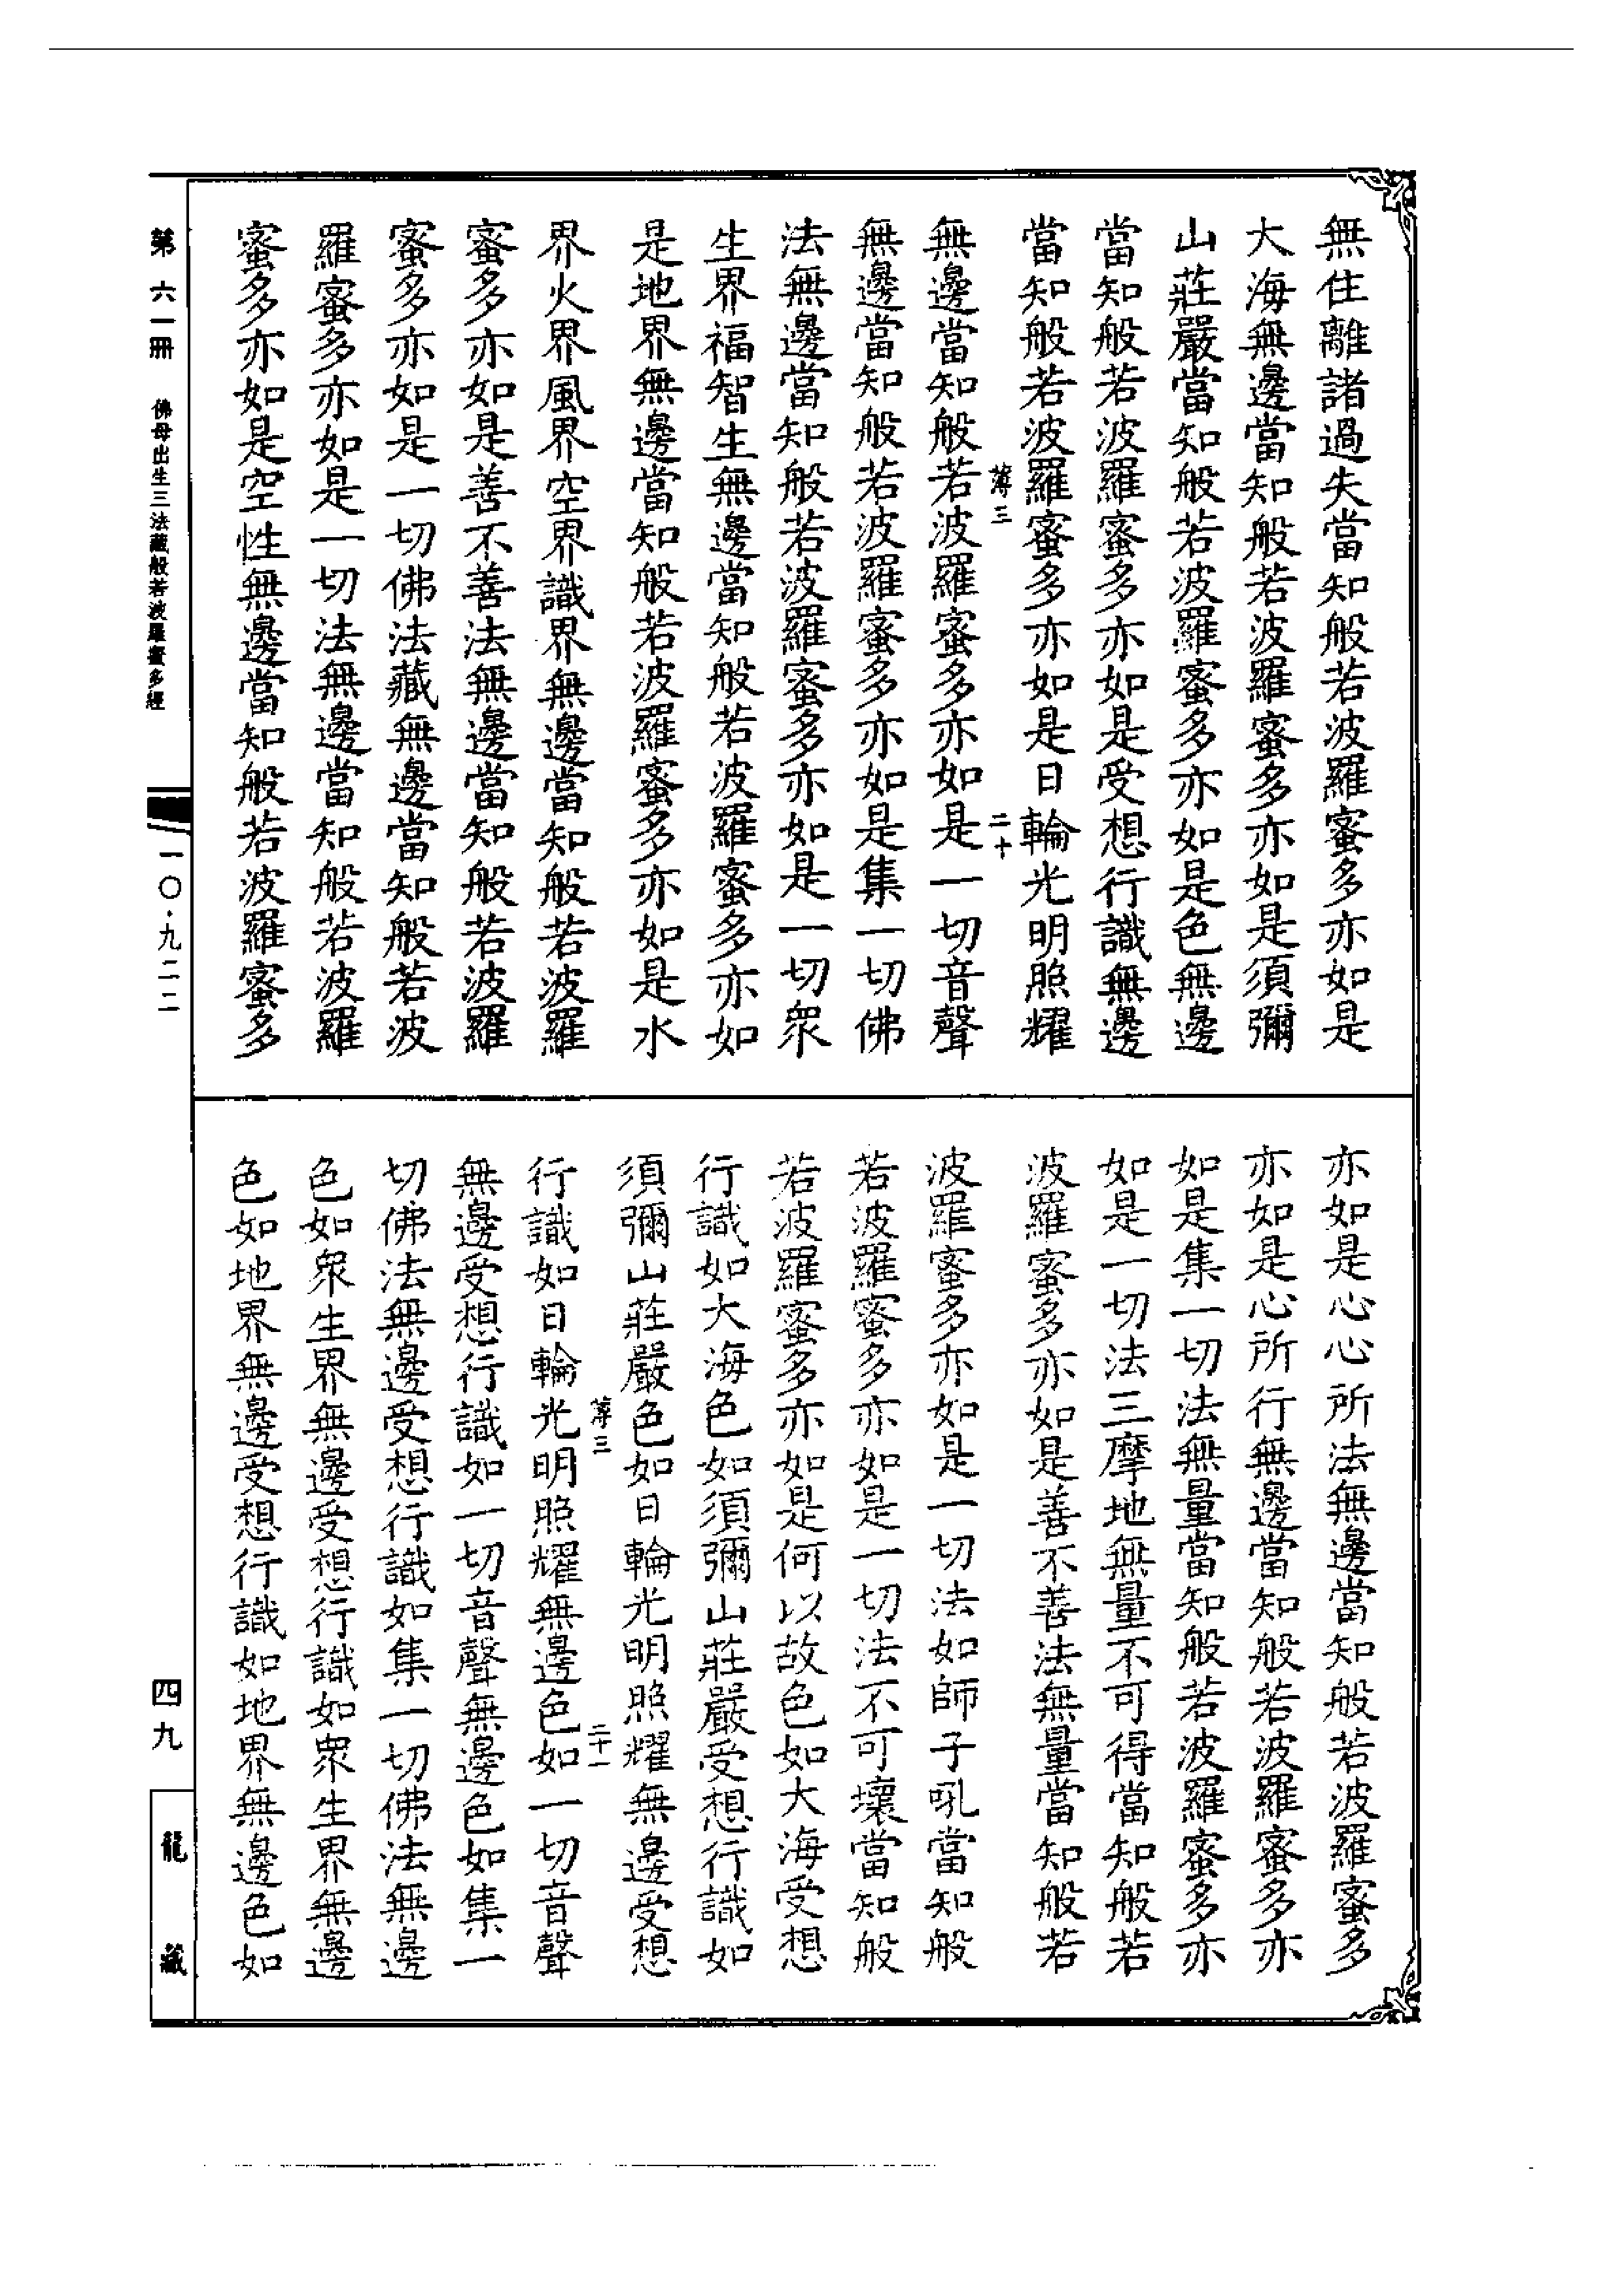 無住離諸過失當知般若波羅蜜多亦如是
大海無邊當知般若波羅蜜多亦如是須彌
山莊嚴當知般若波羅蜜多亦如是色無邊
當知般若波羅蜜多亦如是受想行識無邊
當知般若波羅蜜多亦如是日輪光明照耀
薄三
二十
無邊當知般若波羅蜜多亦如是一切音聲
無邊當知般若波羅蜜多亦如是集一切佛
法無邊當知般若波羅蜜多亦如是一切眾
生界福智生無邊當知般若波羅蜜多亦如
是地界無邊當知般若波羅蜜多亦如是水
界火界風界空界識界無邊當知般若波羅
蜜多亦如是善不善法無邊當知般若波羅
蜜多亦如是一切佛法藏無邊當知般若波
羅蜜多亦如是一切法無邊當知般若波羅
蜜多亦如是空性無邊當知般若波羅蜜多
亦如是心心所法無邊當知般若波羅蜜多
亦如是心所行無邊當知般若波羅蜜多亦
如是集一切法無量當知般若波羅蜜多亦
如是一切法三摩地無量不可得當知般若
波羅蜜多亦如是善不善法無量當知般若
波羅蜜多亦如是一切法如師子吼當知般
若波羅蜜多亦如是一切法不可壞當知般
若波羅蜜多亦如是何以故色如大海受想
行識如大海色如須彌山莊嚴受想行識如
須彌山莊嚴色如日輪光明照耀無邊受想
薄三
二十一
行識如日輪光明照耀無邊色如一切音聲
無邊受想行識如一切音聲無邊色如集一
切佛法無邊受想行識如集一切佛法無邊
色如眾生界無邊受想行識如眾生界無邊
色如地界無邊受想行識如地界無邊色如
第六一冊 佛母出生三法藏般若波羅蜜多經
一〇·九二二
四九
龍藏